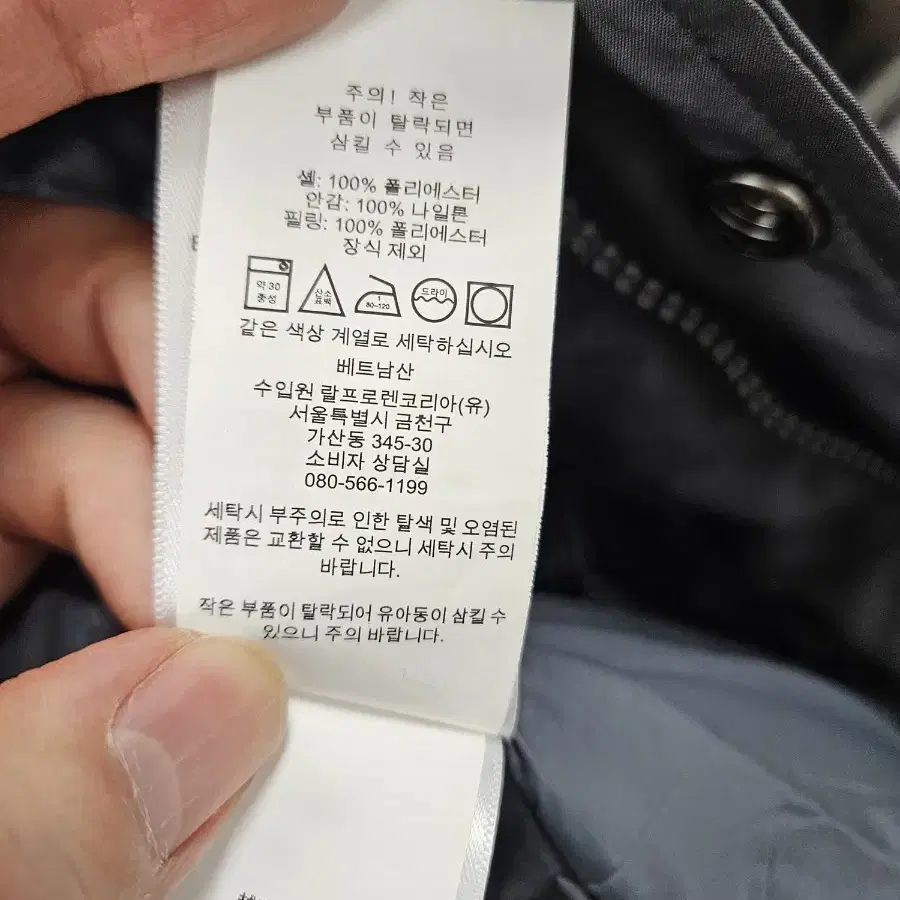 주의! 작은
부품이 탈락되면
삼킬 수 있음
셸: 100% 폴리에스터
안감: 100% 나일론
필링: 100% 폴리에스터
장식 제외
약 30
중성
산소
표백
1
80~120
드라이
같은 색상 계열로 세탁하십시오
베트남산
수입원 랄프로렌코리아(유)
서울특별시 금천구
가산동 345-30
소비자 상담실
080-566-1199
세탁시 부주의로 인한 탈색 및 오염된
제품은 교환할 수 없으니 세탁시 주의
바랍니다.
작은 부품이 탈락되어 유아동이 삼킬 수
있으니 주의 바랍니다.